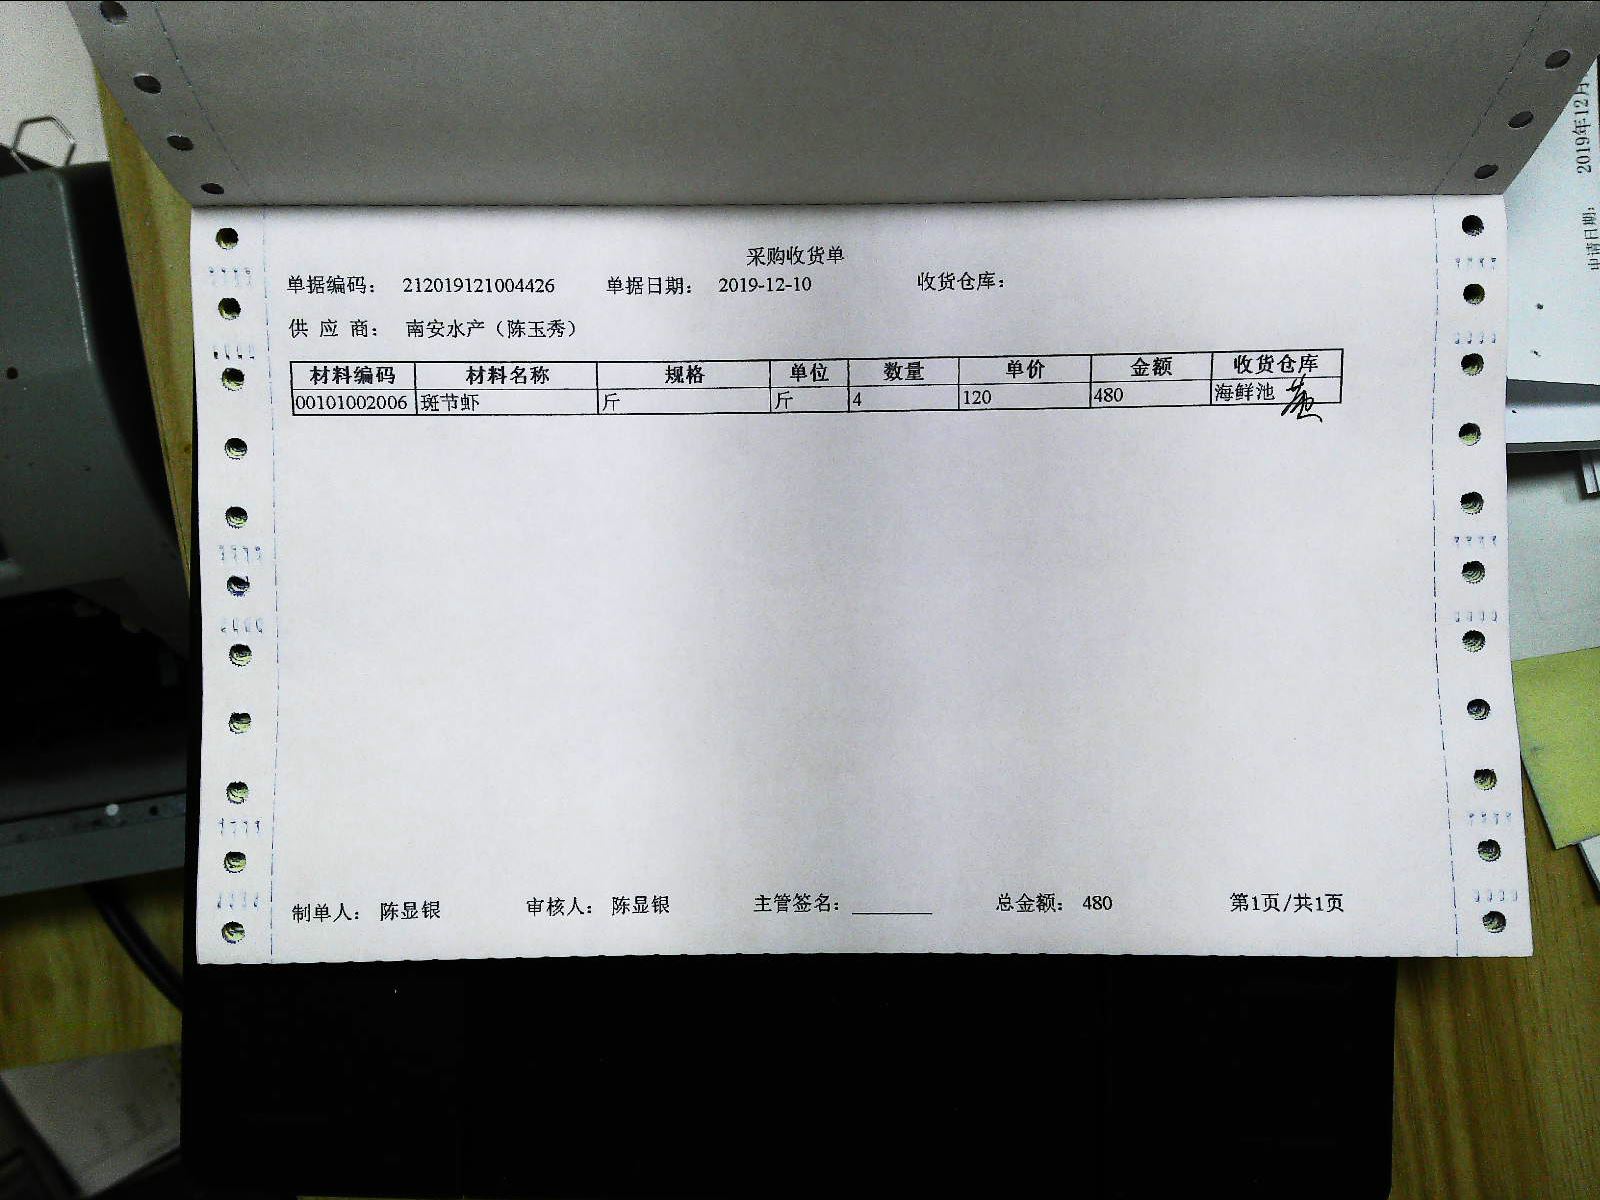 采购收货单
单据编码： 212019121004426 单据日期： 2019-12-10 收货仓库：
供 应 商： 南安水产（陈玉秀）
材料编码 材料名称 规格 单位 数量 单价 金额 收货仓库
00101002006 斑节虾 斤 斤 4 120 480 海鲜池
制单人： 陈显银 审核人： 陈显银 主管签名：________ 总金额： 480 第1页/共1页
2019年12月
申请日期：